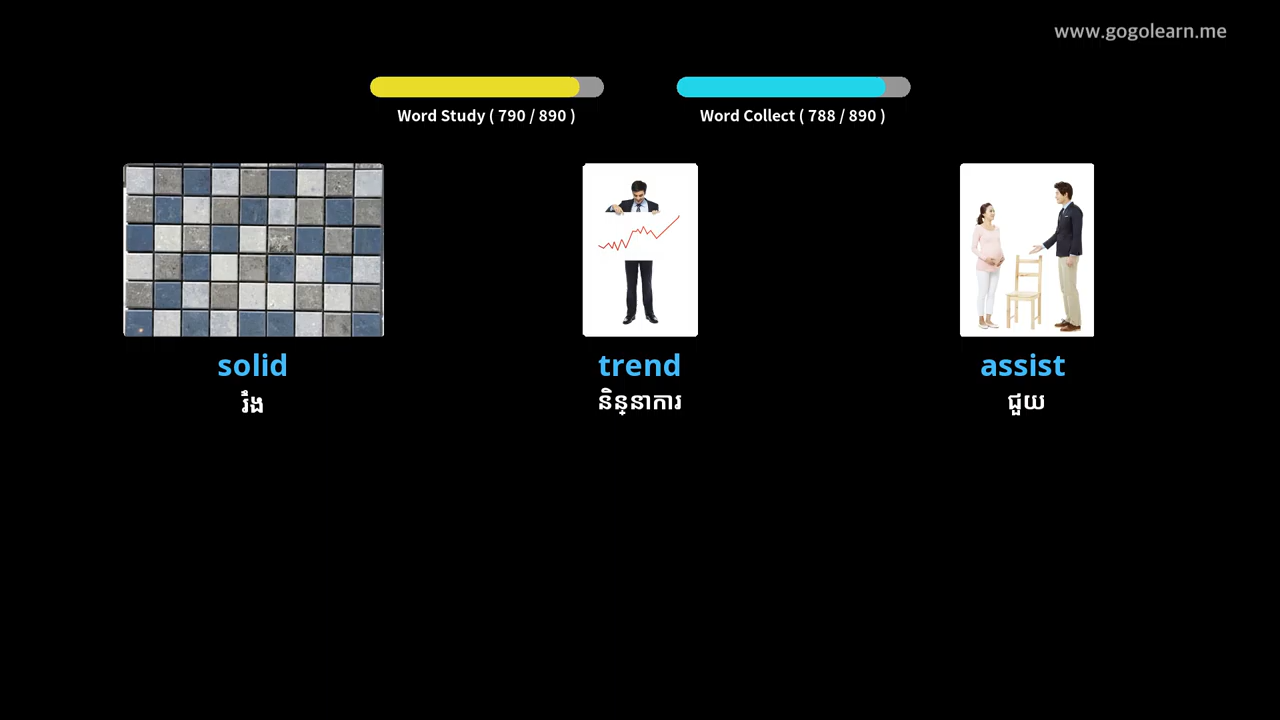 www.gogolearn.me
Word Study ( 790 / 890 )
Word Collect ( 788 / 890 )
solid
រឹង
trend
និន្នាការ
assist
ជួយ